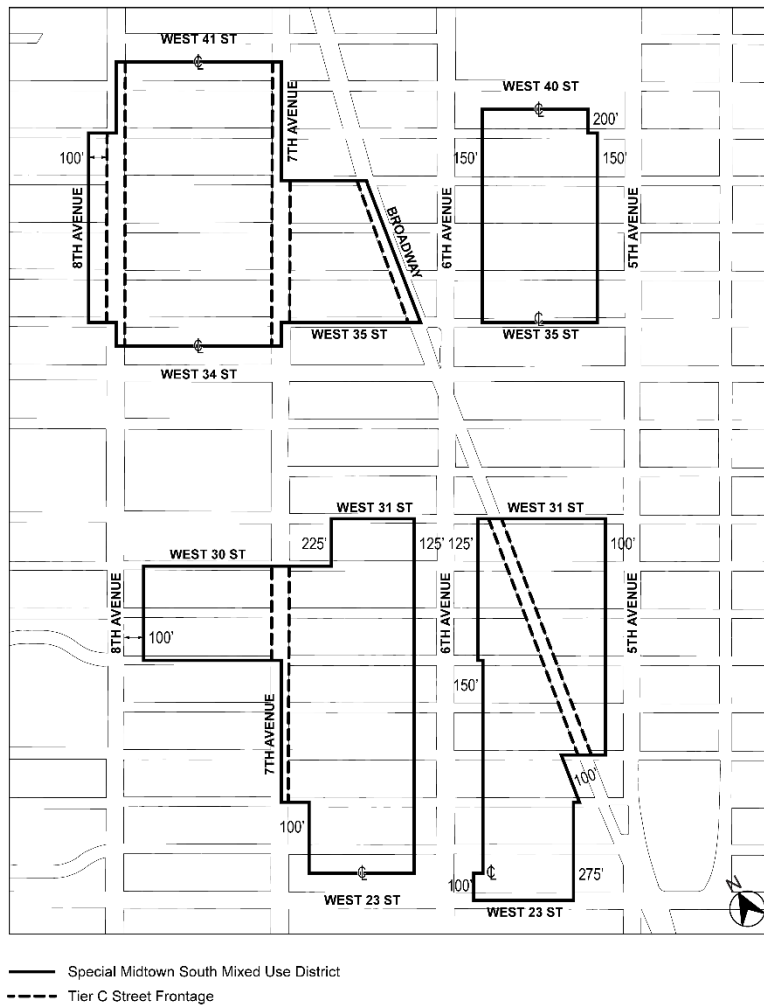 WEST 41 ST
℄
7TH AVENUE
WEST 40 ST
℄
200'
100'
150'
150'
8TH AVENUE
BROADWAY
6TH AVENUE
5TH AVENUE
℄
WEST 35 ST
WEST 35 ST
℄
WEST 34 ST
WEST 31 ST
WEST 31 ST
225'
125'
125'
100'
WEST 30 ST
8TH AVENUE
100'
6TH AVENUE
5TH AVENUE
150'
7TH AVENUE
100'
100'
℄
℄
100'
275'
WEST 23 ST
WEST 23 ST
N
Special Midtown South Mixed Use District
Tier C Street Frontage